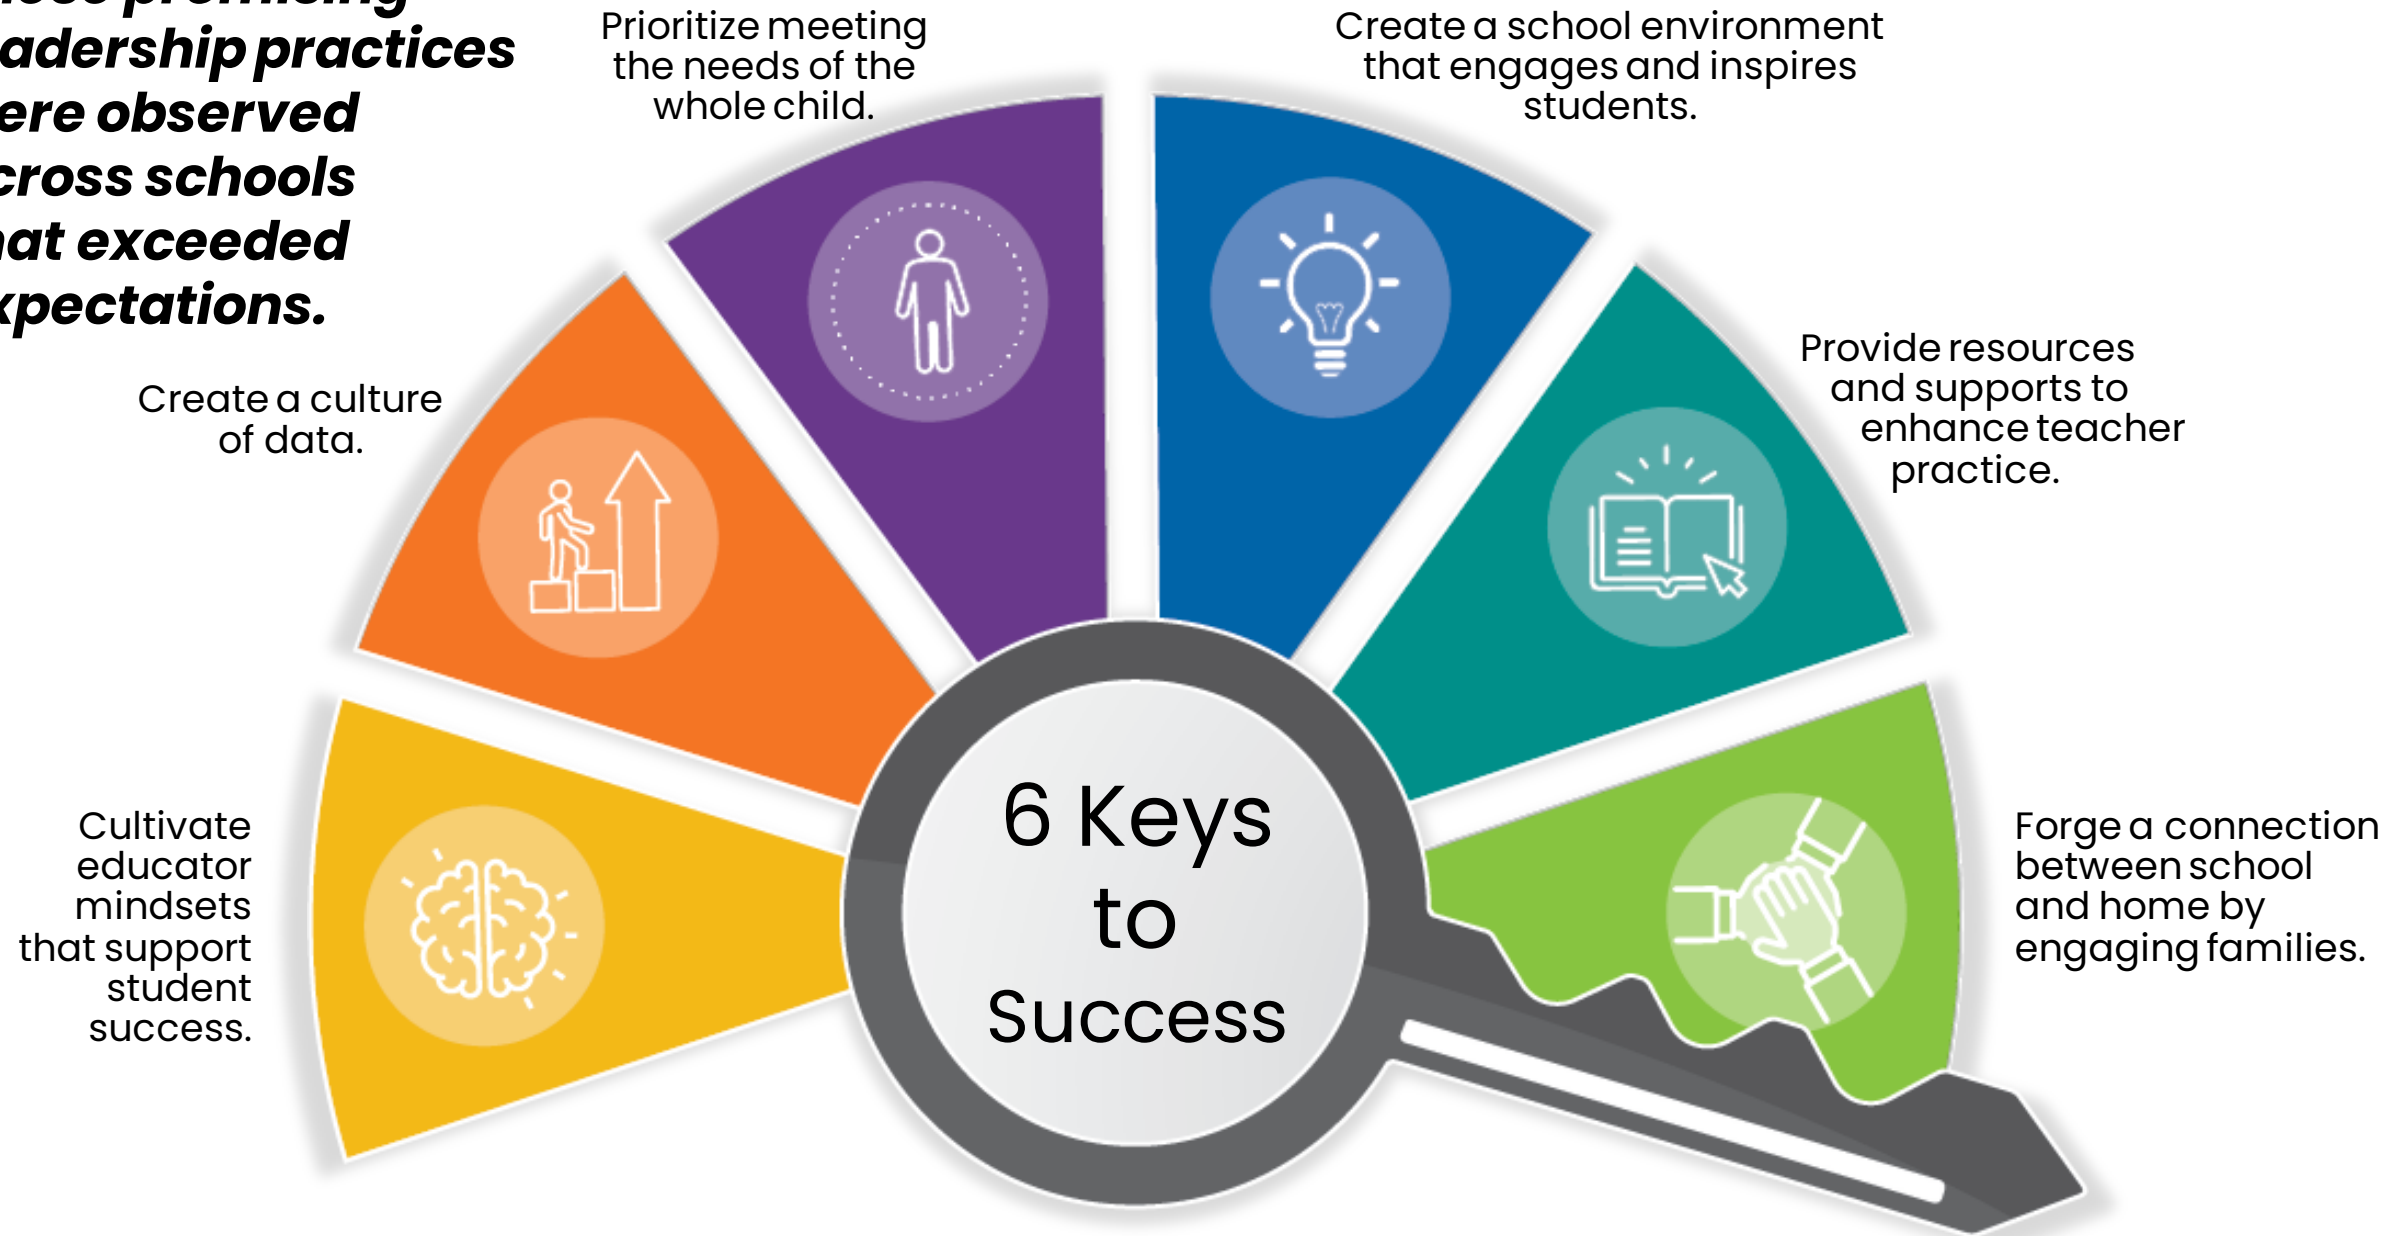 adership practices
ere observed
cross schools
at exceeded
xpectations.
Prioritize meeting
the needs of the
whole child.
Create a school environment
that engages and inspires
students.
Create a culture
of data.
Provide resources
and supports to
enhance teacher
practice.
Cultivate
educator
mindsets
that support
student
success.
6 Keys
to
Success
Forge a connection
between school
and home by
engaging families.